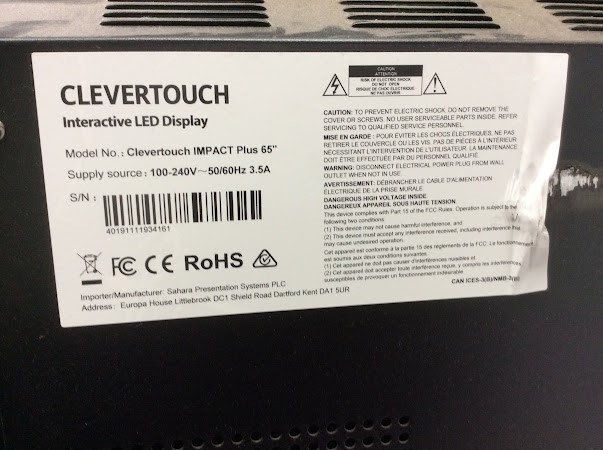 CLEVERTOUCH
Interactive LED Display
Model No.: Clevertouch IMPACT Plus 65"
Supply source : 100-240V～50/60Hz 3.5A
S/N :
40191111934161
FC CE RoHS
Importer/Manufacturer: Sahara Presentation Systems PLC
Address: Europa House Littlebrook DC1 Shield Road Dartford Kent DA1 5UR
CAUTION
ATTENTION
RISK OF ELECTRIC SHOCK
DO NOT OPEN
RISQUE DE CHOC ELECTRIQUE
NE PAS OUVRIR
CAUTION: TO PREVENT ELECTRIC SHOCK. DO NOT REMOVE THE
COVER OR SCREWS. NO USER SERVICEABLE PARTS INSIDE. REFER
SERVICING TO QUALIFIED SERVICE PERSONNEL.
MISE EN GARDE : POUR ÉVITER LES CHOCS ÉLECTRIQUES, NE PAS
RETIRER LE COUVERCLE OU LES VIS. PAS DE PIÈCES À L'INTÉRIEUR
NÉCESSISTANT L'INTERVENTION DE L'UTILISATEUR. LA MAINTENANCE
DOIT ÊTRE EFFECTUÉE PAR DU PERSONNEL QUALIFIÉ.
WARNING: DISCONNECT ELECTRICAL POWER PLUG FROM WALL
OUTLET WHEN NOT IN USE
AVERTISSEMENT: DÉBRANCHER LE CABLE D'ALIMENTATION
ÉLECTRIQUE DE LA PRISE MURALE.
DANGEROUS HIGH VOLTAGE INSIDE.
DANGEREUX APPAREIL SOUS HAUTE TENSION.
This device complies with Part 15 of the FCC Rules. Operation is subject to the
following two conditions:
(1) This device may not cause harmful interference, and
(2) This device must accept any interference received, including interference that
may cause undesired operation.
Cet appareil est conforme à la partie 15 des règlements de la FCC. Le fonctionnement
est soumis aux deux conditions suivantes
(1) Cet appareil ne doit pas causer d'interférences nuisibles et
(2) Cet appareil doit accepter toute interférence reçue, y compris les interférences
susceptibles de provoquer un fonctionnement indésirable
CAN ICES-3(B)/NMB-3(B)